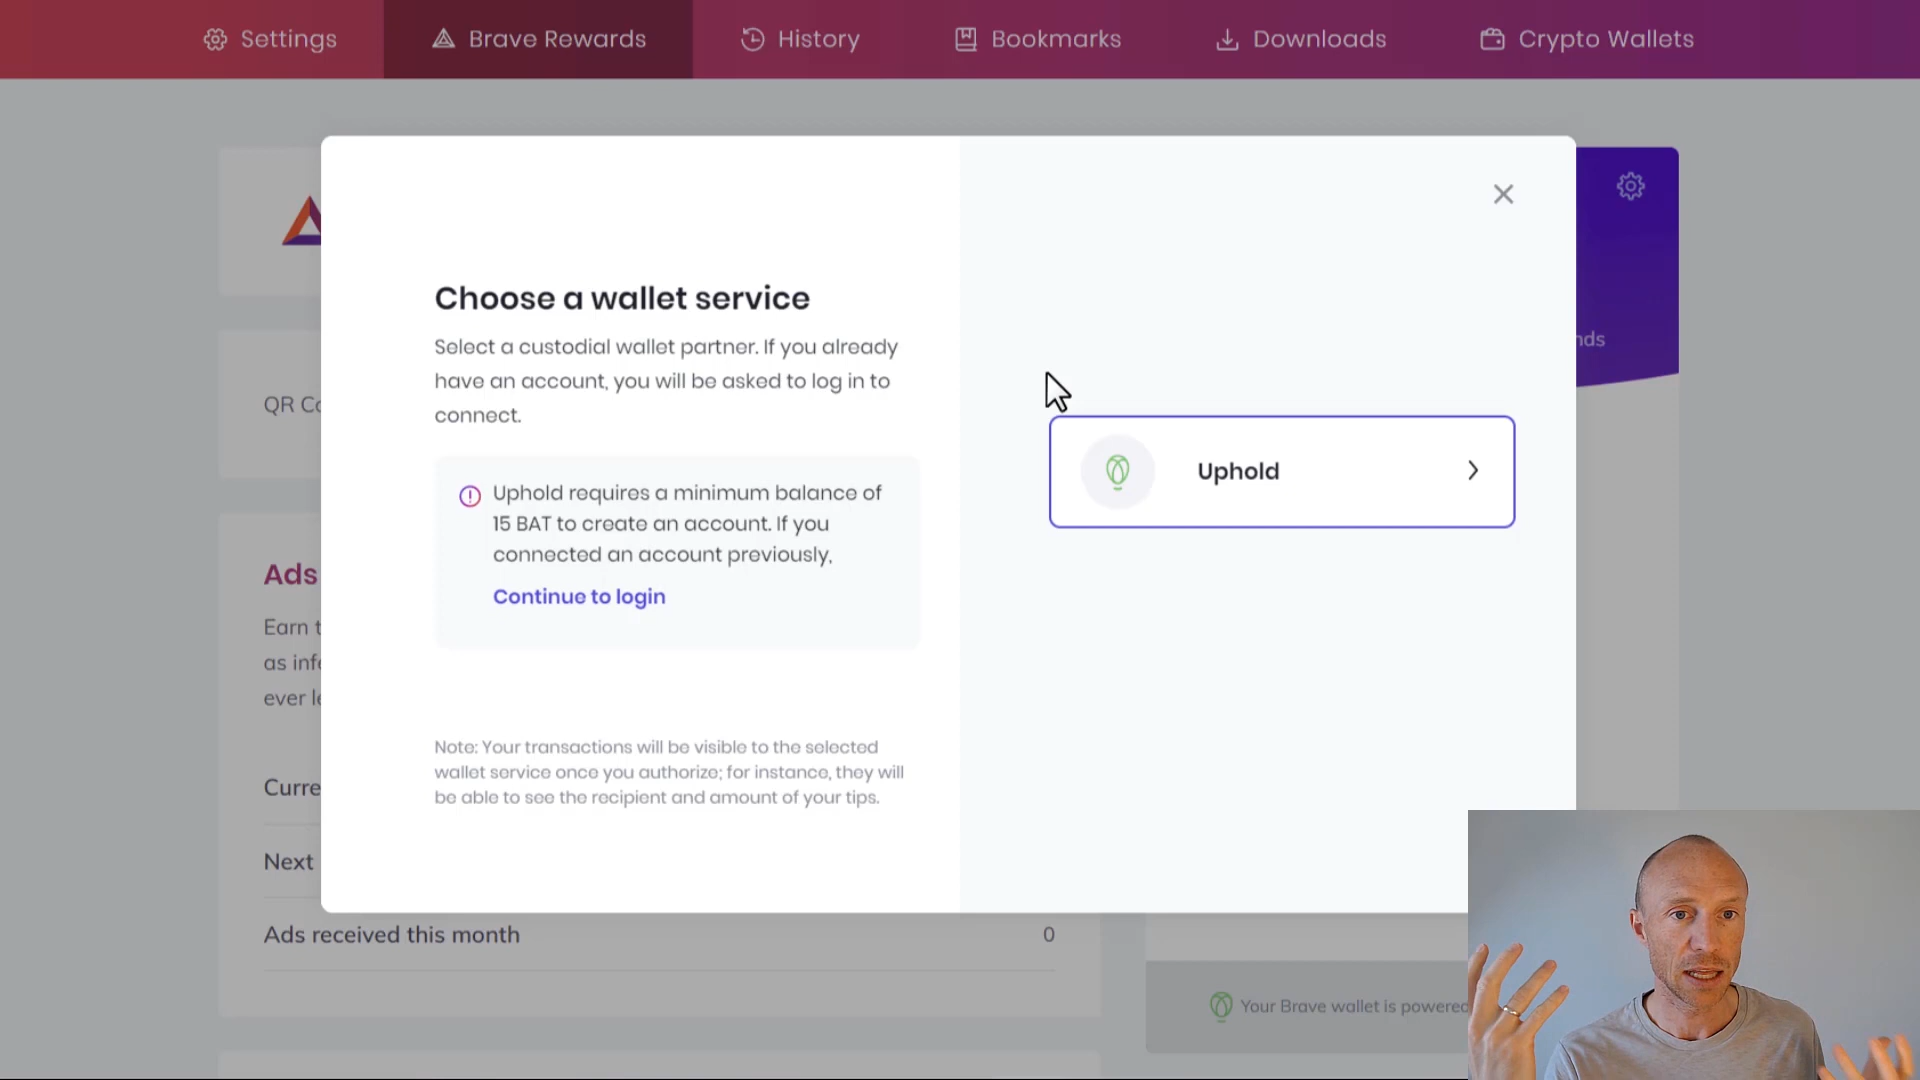 Settings
Brave Rewards
History
Bookmarks
Downloads
Crypto Wallets
Choose a wallet service
Select a custodial wallet partner. If you already
have an account, you will be asked to log in to
connect.
Uphold requires a minimum balance of
15 BAT to create an account. If you
connected an account previously,
Continue to login
Note: Your transactions will be visible to the selected
wallet service once you authorize; for instance, they will
be able to see the recipient and amount of your tips.
Uphold
QR
Ads
Earn
as
ever
Next
Ads received this month
0
Your Brave wallet is powered